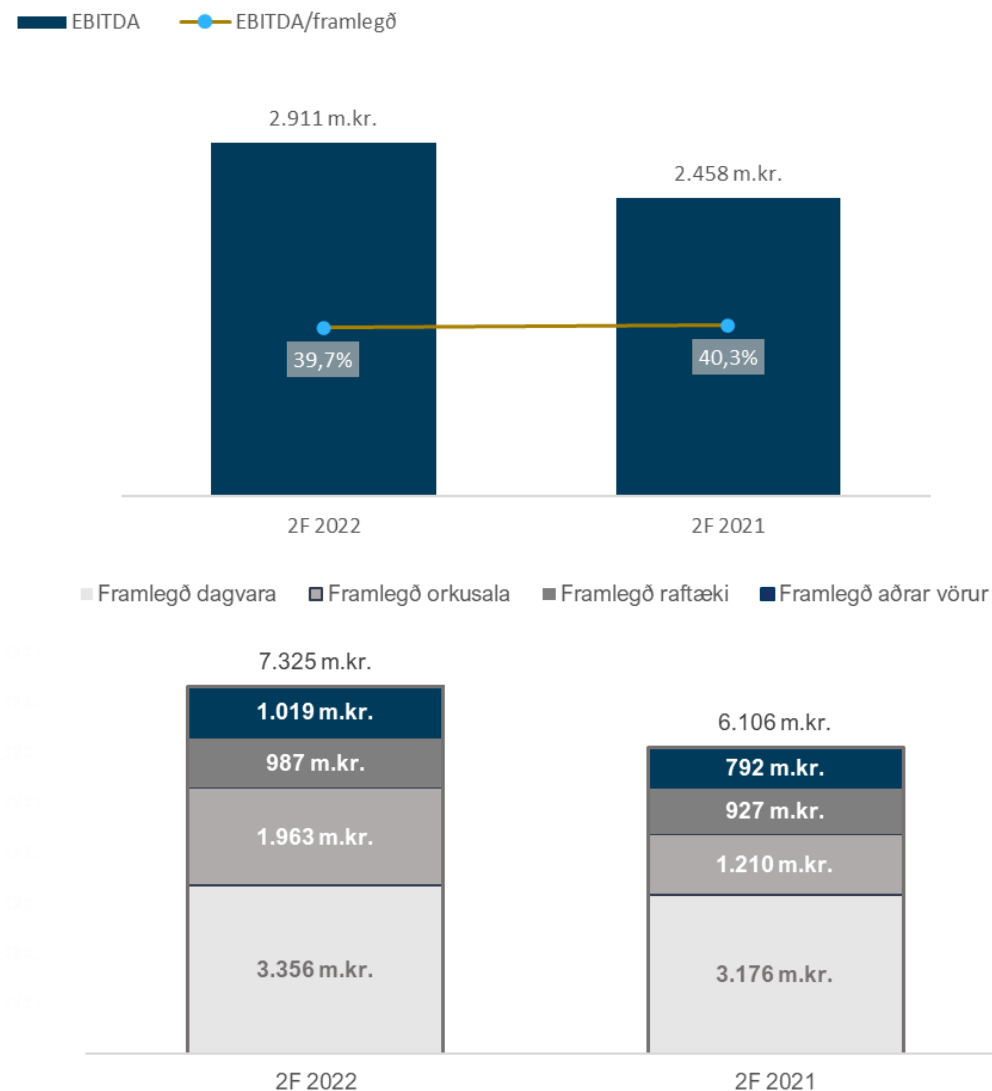 EBITDA EBITDA/framlegð
2.911 m.kr.
2.458 m.kr.
39,7%
40,3%
2F 2022 2F 2021
Framlegð dagvara Framlegð orkusala Framlegð raftæki Framlegð aðrar vörur
7.325 m.kr.
6.106 m.kr.
1.019 m.kr.
792 m.kr.
987 m.kr.
927 m.kr.
1.963 m.kr.
1.210 m.kr.
3.356 m.kr.
3.176 m.kr.
2F 2022 2F 2021